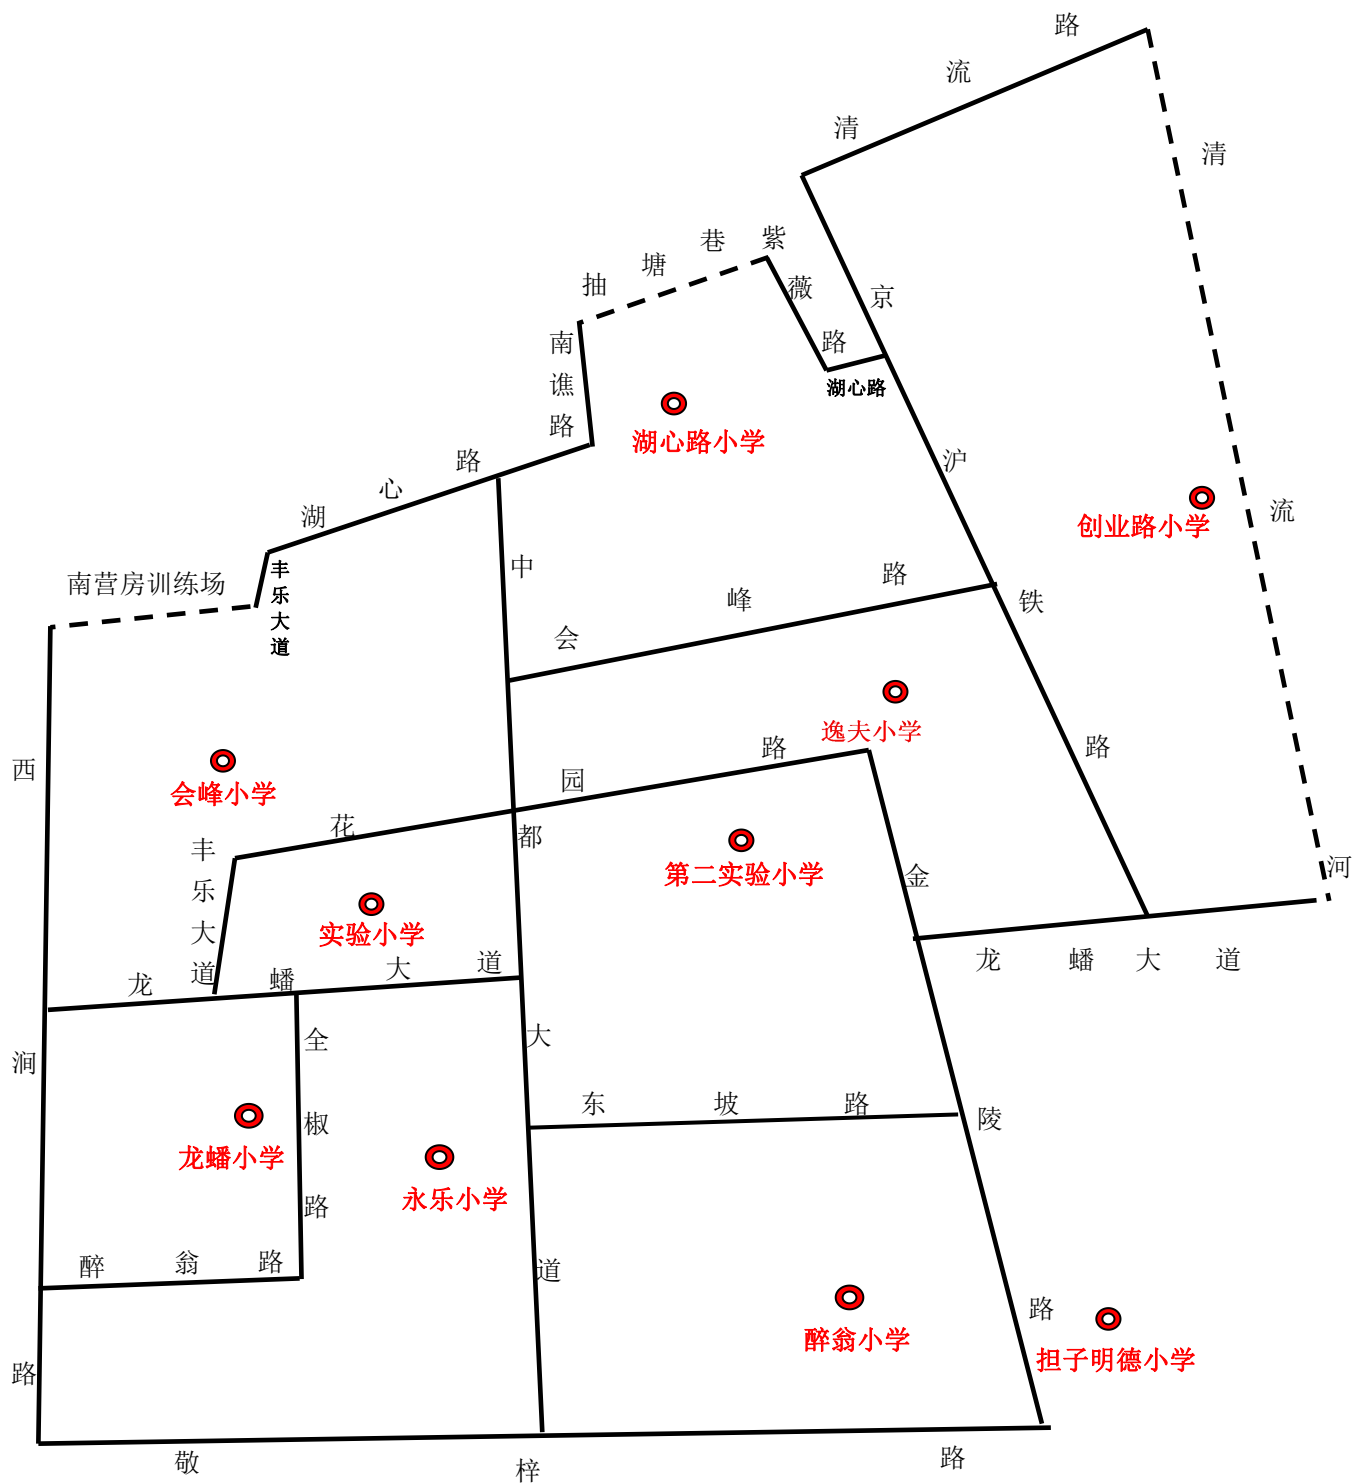 清流路
清流河
抽塘巷
紫薇路
京沪铁路
南谯路
湖心路
湖心路小学
湖心路
创业路小学
南营房训练场
丰乐大道
中都大道
会峰路
逸夫小学
西涧路
会峰小学
花园路
丰乐大道
第二实验小学
金陵路
实验小学
龙蟠大道
龙蟠大道
全椒路
东坡路
龙蟠小学
永乐小学
醉翁路
醉翁小学
担子明德小学
敬梓路